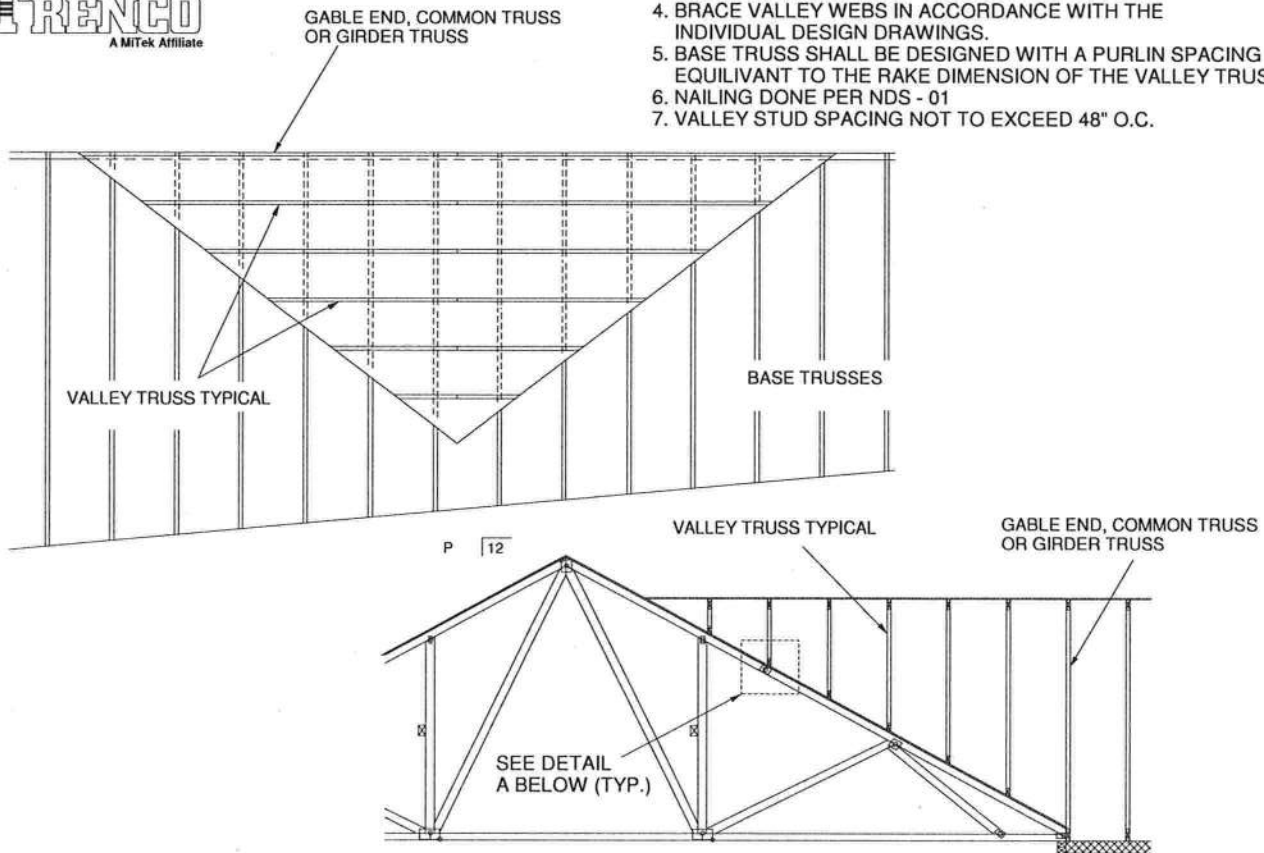 TRENCO
A MiTek Affiliate
GABLE END, COMMON TRUSS
OR GIRDER TRUSS
4. BRACE VALLEY WEBS IN ACCORDANCE WITH THE
INDIVIDUAL DESIGN DRAWINGS.
5. BASE TRUSS SHALL BE DESIGNED WITH A PURLIN SPACING
EQUILIVANT TO THE RAKE DIMENSION OF THE VALLEY TRUS
6. NAILING DONE PER NDS - 01
7. VALLEY STUD SPACING NOT TO EXCEED 48" O.C.
VALLEY TRUSS TYPICAL
BASE TRUSSES
P 12
VALLEY TRUSS TYPICAL
GABLE END, COMMON TRUSS
OR GIRDER TRUSS
SEE DETAIL
A BELOW (TYP.)